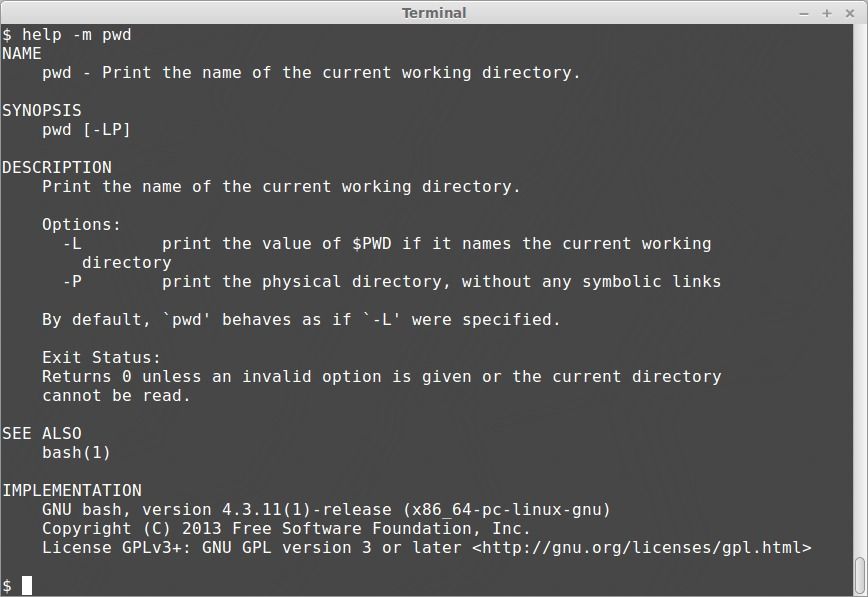 Terminal
$ help -m pwd
NAME
    pwd - Print the name of the current working directory.

SYNOPSIS
    pwd [-LP]

DESCRIPTION
    Print the name of the current working directory.

    Options:
      -L        print the value of $PWD if it names the current working
        directory
      -P        print the physical directory, without any symbolic links

    By default, `pwd' behaves as if `-L' were specified.

    Exit Status:
    Returns 0 unless an invalid option is given or the current directory
    cannot be read.

SEE ALSO
    bash(1)

IMPLEMENTATION
    GNU bash, version 4.3.11(1)-release (x86_64-pc-linux-gnu)
    Copyright (C) 2013 Free Software Foundation, Inc.
    License GPLv3+: GNU GPL version 3 or later <http://gnu.org/licenses/gpl.html>

$